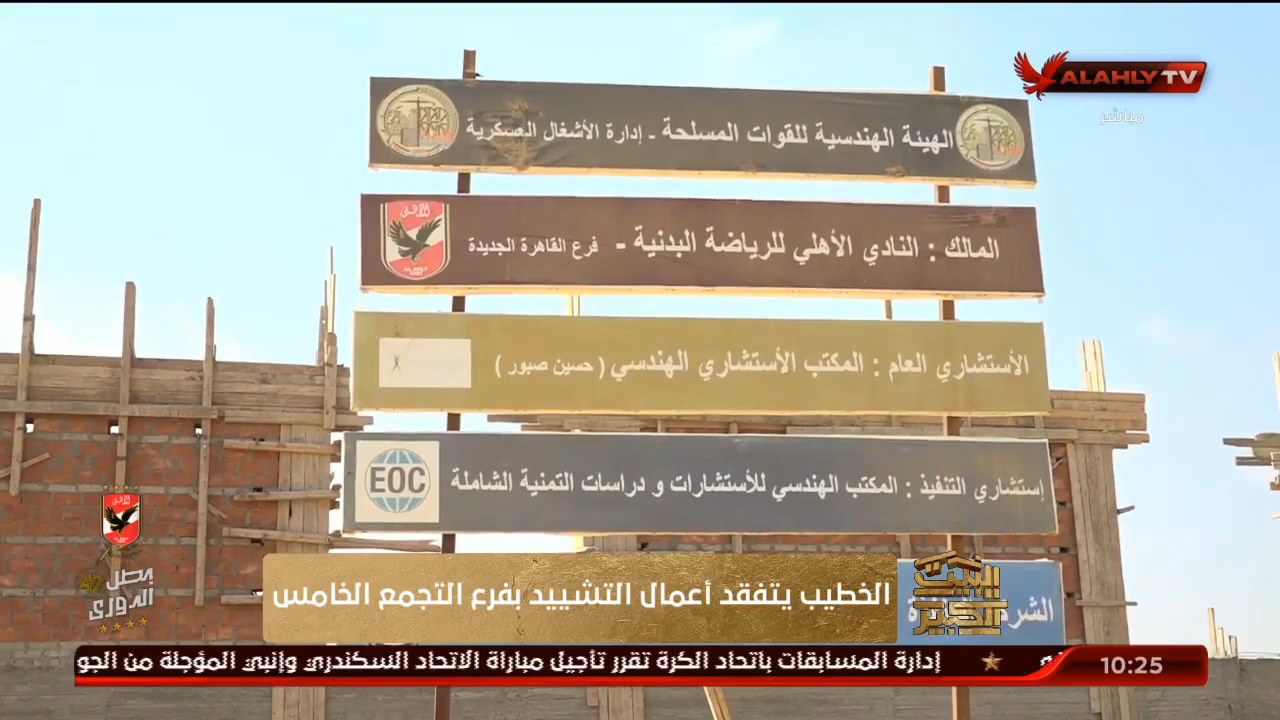 ALAHLY TV
مباشر
الهيئة الهندسية للقوات المسلحة - إدارة الأشغال العسكرية
المالك : النادي الأهلي للرياضة البدنية - فرع القاهرة الجديدة
الأستشاري العام : المكتب الأستشاري الهندسي ( حسين صبور )
إستشاري التنفيذ : المكتب الهندسي للأستشارات و دراسات التمنية الشاملة
EOC
بطل
الدوري
البيت
الكبير
الخطيب يتفقد أعمال التشييد بفرع التجمع الخامس
إدارة المسابقات باتحاد الكرة تقرر تأجيل مباراة الاتحاد السكندري وإنبي المؤجلة من الجو
10:25